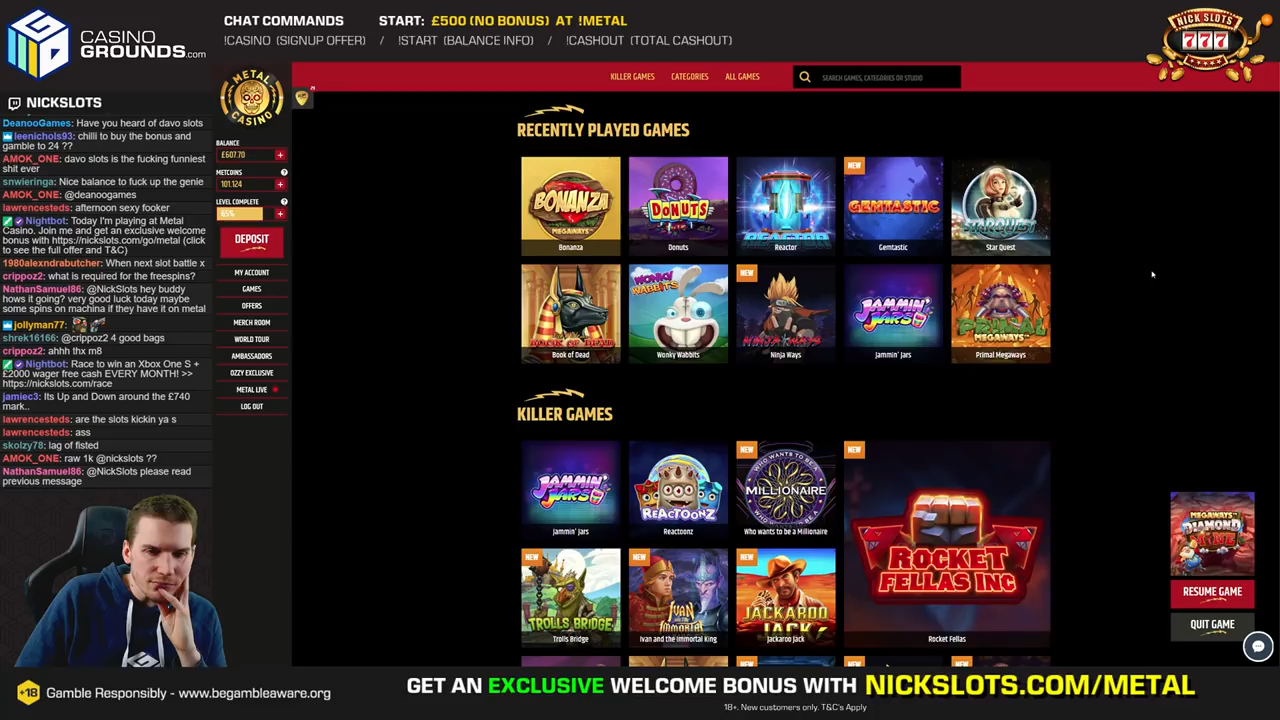 CHAT COMMANDS
START: £500 (NO BONUS) AT !METAL
!CASINO (SIGNUP OFFER) / !START (BALANCE INFO) / !CASHOUT (TOTAL CASHOUT)
CASINO
GROUNDS.com
NICK SLOTS
777
NICKSLOTS
DeanooGames: Have you heard of davo slots
leenichols93: chilli to buy the bonus and
gamble to 24 ??
AMOK_ONE: davo slots is the fucking funniest
shit ever
snwieringa: Nice balance to fuck up the genie
AMOK_ONE: @deanoogames
lawrencesteds: afternoon sexy fooker
Nightbot: Today I'm playing at Metal
Casino. Join me and get an exclusive welcome
bonus with https://nickslots.com/go/metal (click
to see the full offer and T&C)
1980alexndrabutcher: When next slot battle x
crippoz2: what is required for the freespins?
NathanSamuel86: @NickSlots hey buddy
hows it going? very good luck today maybe
some spins on machina if they have it on metal
jollyman77:
shrek16166: @crippoz2 4 good bags
crippoz2: ahhh thx m8
Nightbot: Race to win an Xbox One S +
£2000 wager free cash EVERY MONTH! >>
https://nickslots.com/race
jamiec3: Its Up and Down around the £740
mark..
lawrencesteds: are the slots kickin ya s
lawrencesteds: ass
skolzy78: lag of fisted
AMOK_ONE: raw 1k @nickslots ??
NathanSamuel86: @NickSlots please read
previous message
METAL
CASINO
BALANCE
£607.70
METCOINS
101.124
LEVEL COMPLETE
85%
DEPOSIT
MY ACCOUNT
GAMES
OFFERS
MERCH ROOM
WORLD TOUR
AMBASSADORS
OZZY EXCLUSIVE
METAL LIVE
LOG OUT
KILLER GAMES
CATEGORIES
ALL GAMES
SEARCH GAMES, CATEGORIES OR STUDIO
RECENTLY PLAYED GAMES
BONANZA
MEGAWAYS
Bonanza
DONUTS
Donuts
REACTOR
Reactor
NEW
GEMTASTIC
Gemtastic
STARQUEST
Star Quest
BOOK OF DEAD
Book of Dead
WONKY WABBITS
Wonky Wabbits
NEW
NINJA WAYS
Ninja Ways
JAMMIN' JARS
Jammin' Jars
PRIMAL
MEGAWAYS
Primal Megaways
KILLER GAMES
JAMMIN' JARS
Jammin' Jars
REACTOONZ
Reactoonz
NEW
WHO WANTS TO BE A
MILLIONAIRE
Who wants to be a Millionaire
NEW
ROCKET
FELLAS INC
Rocket Fellas
NEW
TROLLS BRIDGE
Trolls Bridge
NEW
IVAN
AND THE
IMMORTAL
KING
Ivan and the Immortal King
NEW
JACKAROO
JACK
Jackaroo Jack
NEW
NEW
MEGAWAYS
DIAMOND
MINE
RESUME GAME
QUIT GAME
+18 Gamble Responsibly - www.begambleaware.org
GET AN EXCLUSIVE WELCOME BONUS WITH NICKSLOTS.COM/METAL
18+. New customers only. T&C's Apply